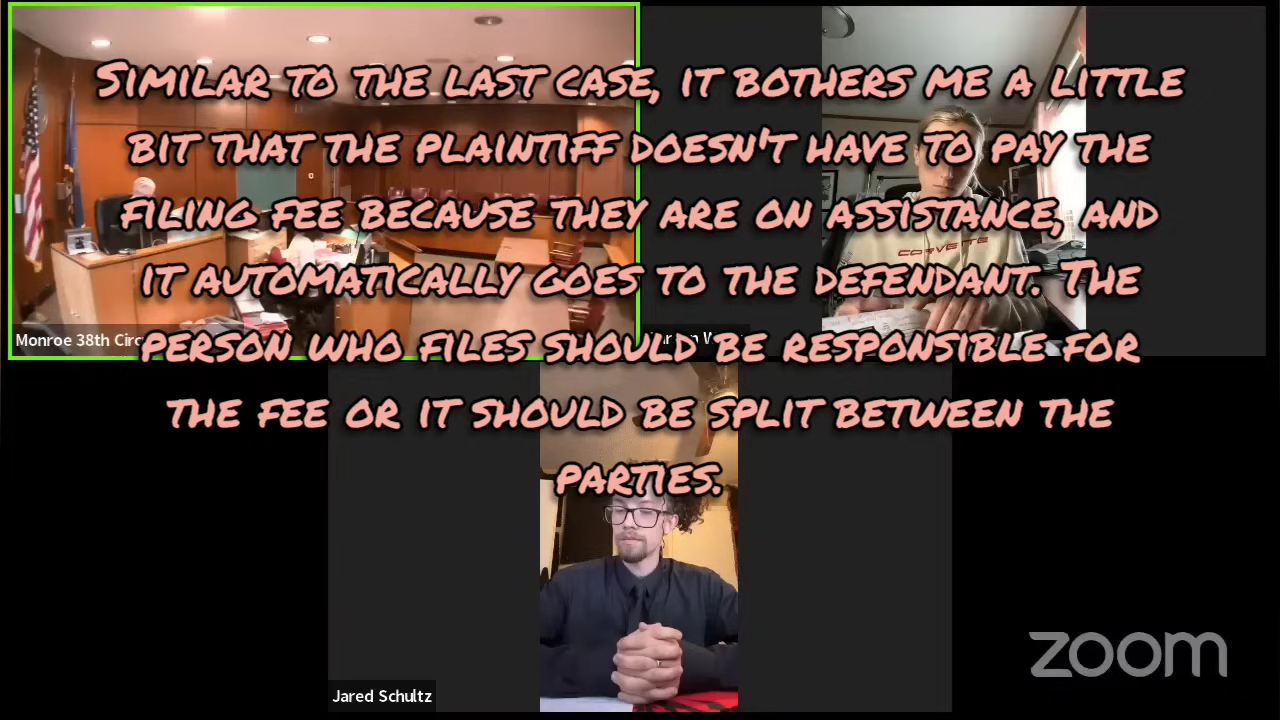 Similar to the last case, it bothers me a little
bit that the plaintiff doesn't have to pay the
filing fee because they are on assistance, and
it automatically goes to the defendant. The
person who files should be responsible for
the fee or it should be split between the
parties.
CORVETTE
Monroe 38th
Jared Schultz
zoom